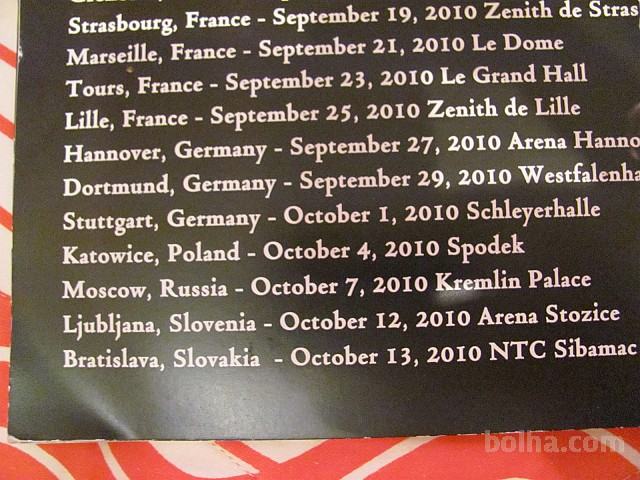 Strasbourg, France - September 19, 2010 Zenith de Stras
Marseille, France - September 21, 2010 Le Dome
Tours, France - September 23, 2010 Le Grand Hall
Lille, France - September 25, 2010 Zenith de Lille
Hannover, Germany - September 27, 2010 Arena Hanno
Dortmund, Germany - September 29, 2010 Westfalenha
Stuttgart, Germany - October 1, 2010 Schleyerhalle
Katowice, Poland - October 4, 2010 Spodek
Moscow, Russia - October 7, 2010 Kremlin Palace
Ljubljana, Slovenia - October 12, 2010 Arena Stozice
Bratislava, Slovakia - October 13, 2010 NTC Sibamac
bolha.com